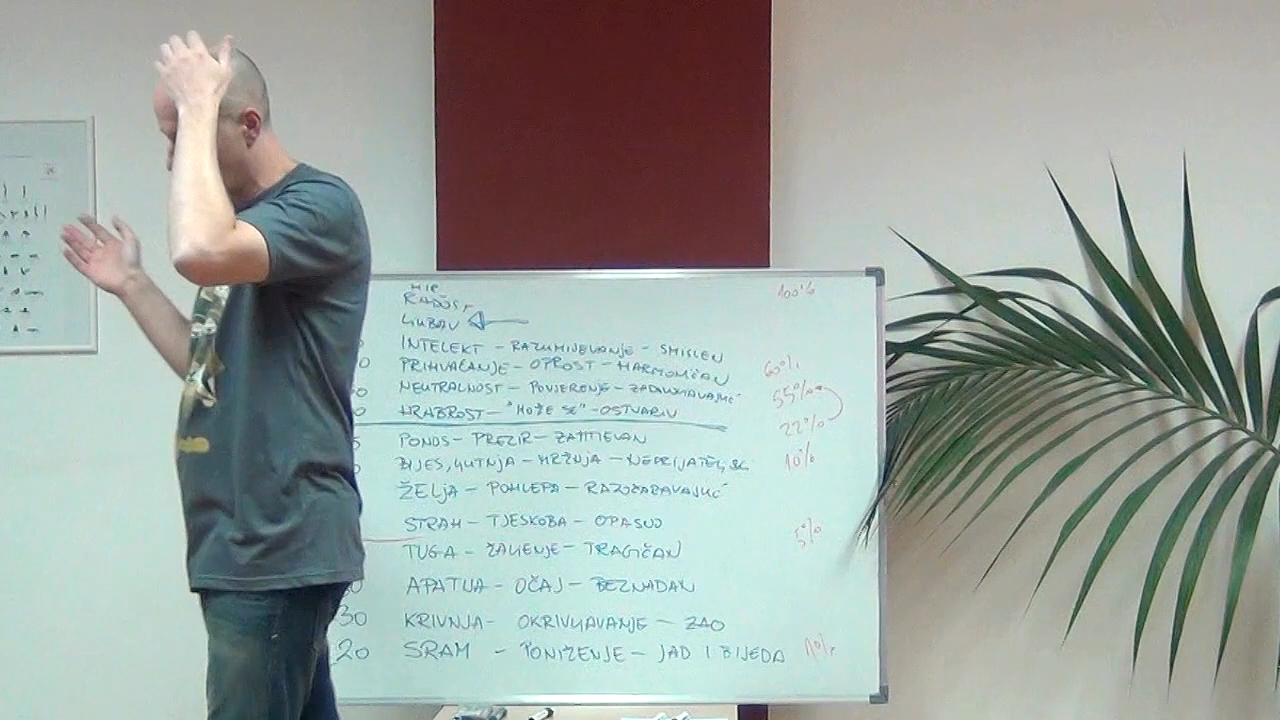 MIR 100%
RADOST
LJUBAV
INTELEKT - RAZUMIJEVANJE - SMISLEN
PRIHVAĆANJE - OPROST - HARMONIČAN 60%
NEUTRALNOST - POVJERENJE - ZADOVOLJAVAJUĆ 55%
HRABROST - "MOŽE SE" - OSTVARIV 22%
PONOS - PREZIR - ZAHTJEVAN
BIJES, LJUTNJA - MRŽNJA - NEPRIJATELJSK 10%
ŽELJA - POHLEPA - RAZOČARAVAJUĆ
STRAH - TJESKOBA - OPASNO 5%
TUGA - ŽALJENJE - TRAGIČAN
APATIJA - OČAJ - BEZNADAN
30 KRIVNJA - OKRIVLJAVANJE - ZAO
20 SRAM - PONIŽENJE - JAD I BIJEDA 1%